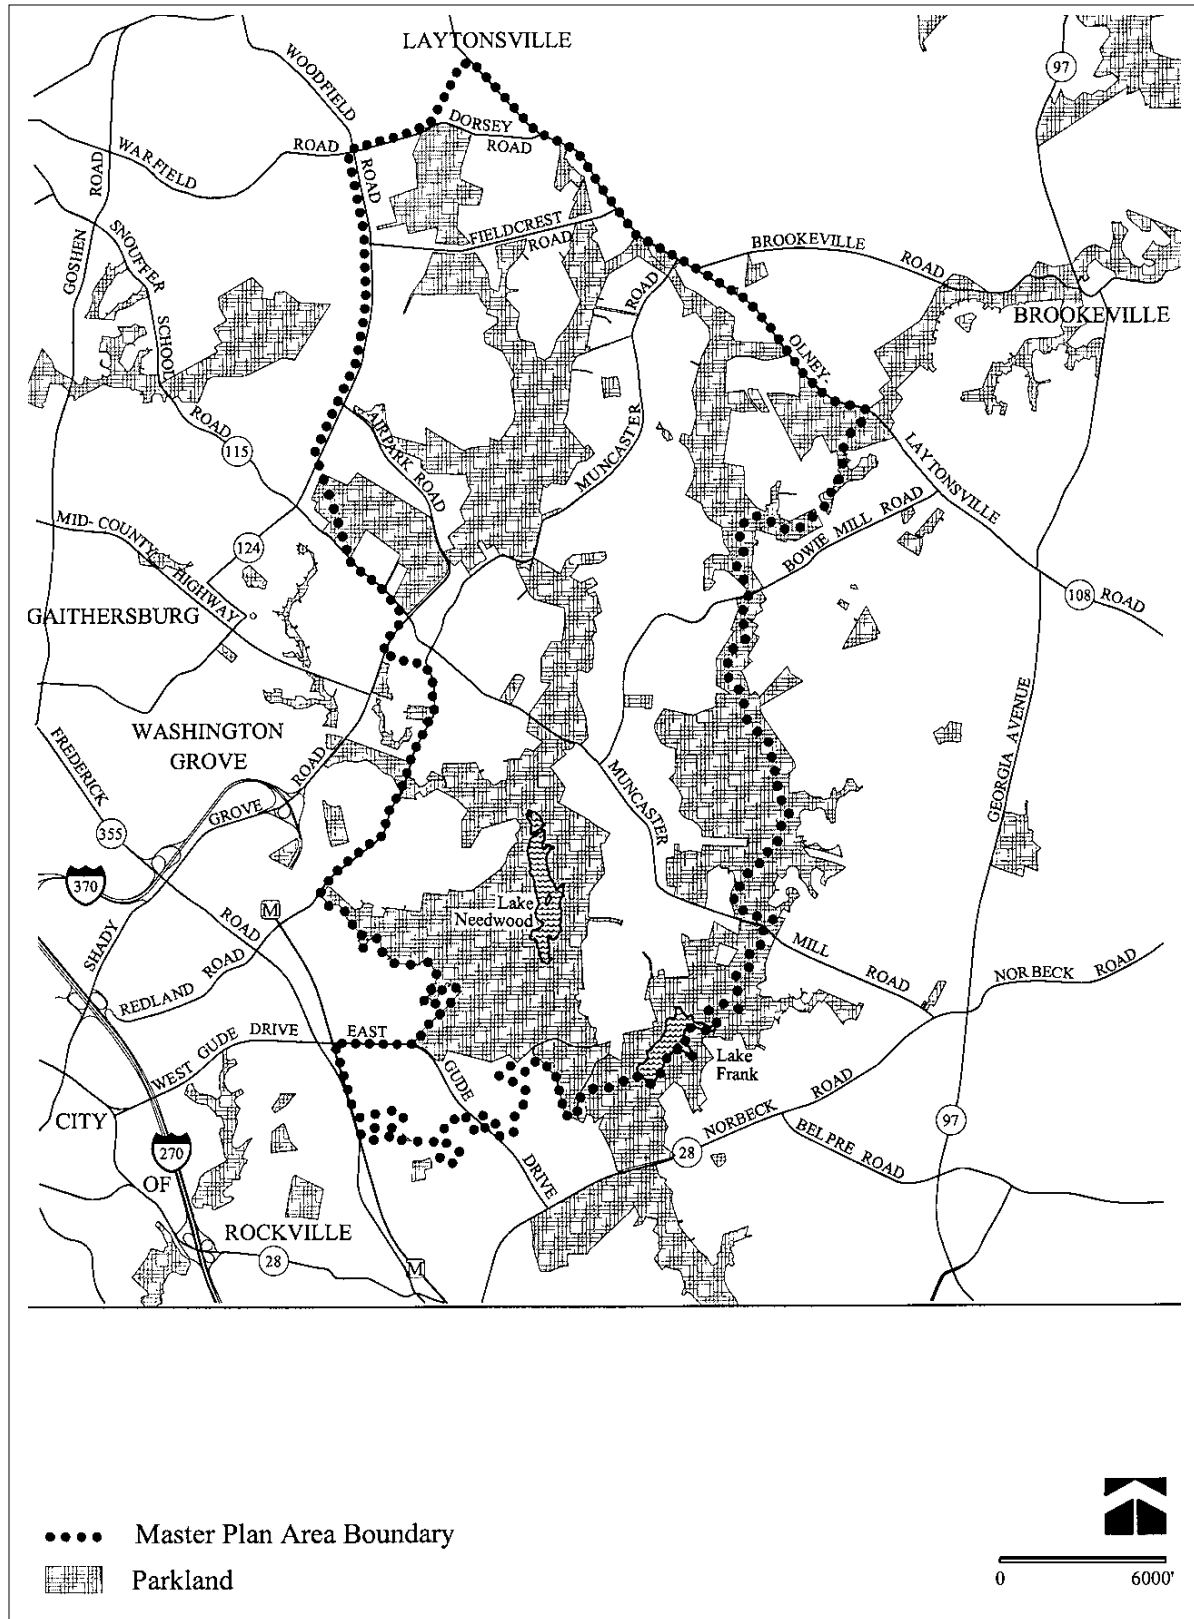 LAYTONSVILLE
WOODFIELD
97
DORSEY
ROAD
ROAD
ROAD
WARFIELD
ROAD
FIELDCREST
ROAD
SNOUFFER
GOSHEN
BROOKEVILLE
ROAD
ROAD
BROOKEVILLE
SCHOOL
OLNEY-
ROAD
115
AIRPARK ROAD
MUNCASTER
LAYTONSVILLE
BOWIE MILL ROAD
MID-COUNTY
HIGHWAY
124
108
ROAD
GAITHERSBURG
WASHINGTON
GROVE
GEORGIA AVENUE
FREDERICK
ROAD
GROVE
MUNCASTER
355
370
Lake
Needwood
M
ROAD
SHADY
MILL
ROAD
NORBECK ROAD
REDLAND
ROAD
WEST GUDE
DRIVE
EAST
GUDE
Lake
Frank
ROAD
CITY
NORBECK
97
BELPRE ROAD
270
28
DRIVE
OF
ROCKVILLE
28
M
Master Plan Area Boundary
Parkland
0
6000'